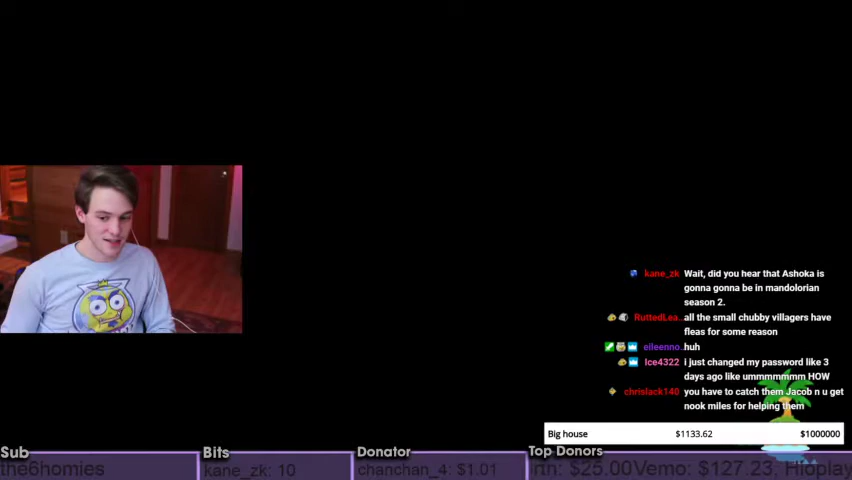 kane_zk Wait, did you hear that Ashoka is
gonna gonna be in mandolorian
season 2.
RuttedLea.. all the small chubby villagers have
fleas for some reason
eileenno.. huh
Ice4322 i just changed my password like 3
days ago like ummmmmmm HOW
chrisjack140 you have to catch them Jacob n u get
nook miles for helping them
Big house $1133.62 $1000000
Sub Bits Donator Top Donors
the6homies kane_zk: 10 chanchan_4: $1.01 $25.00Vemo: $127.23,